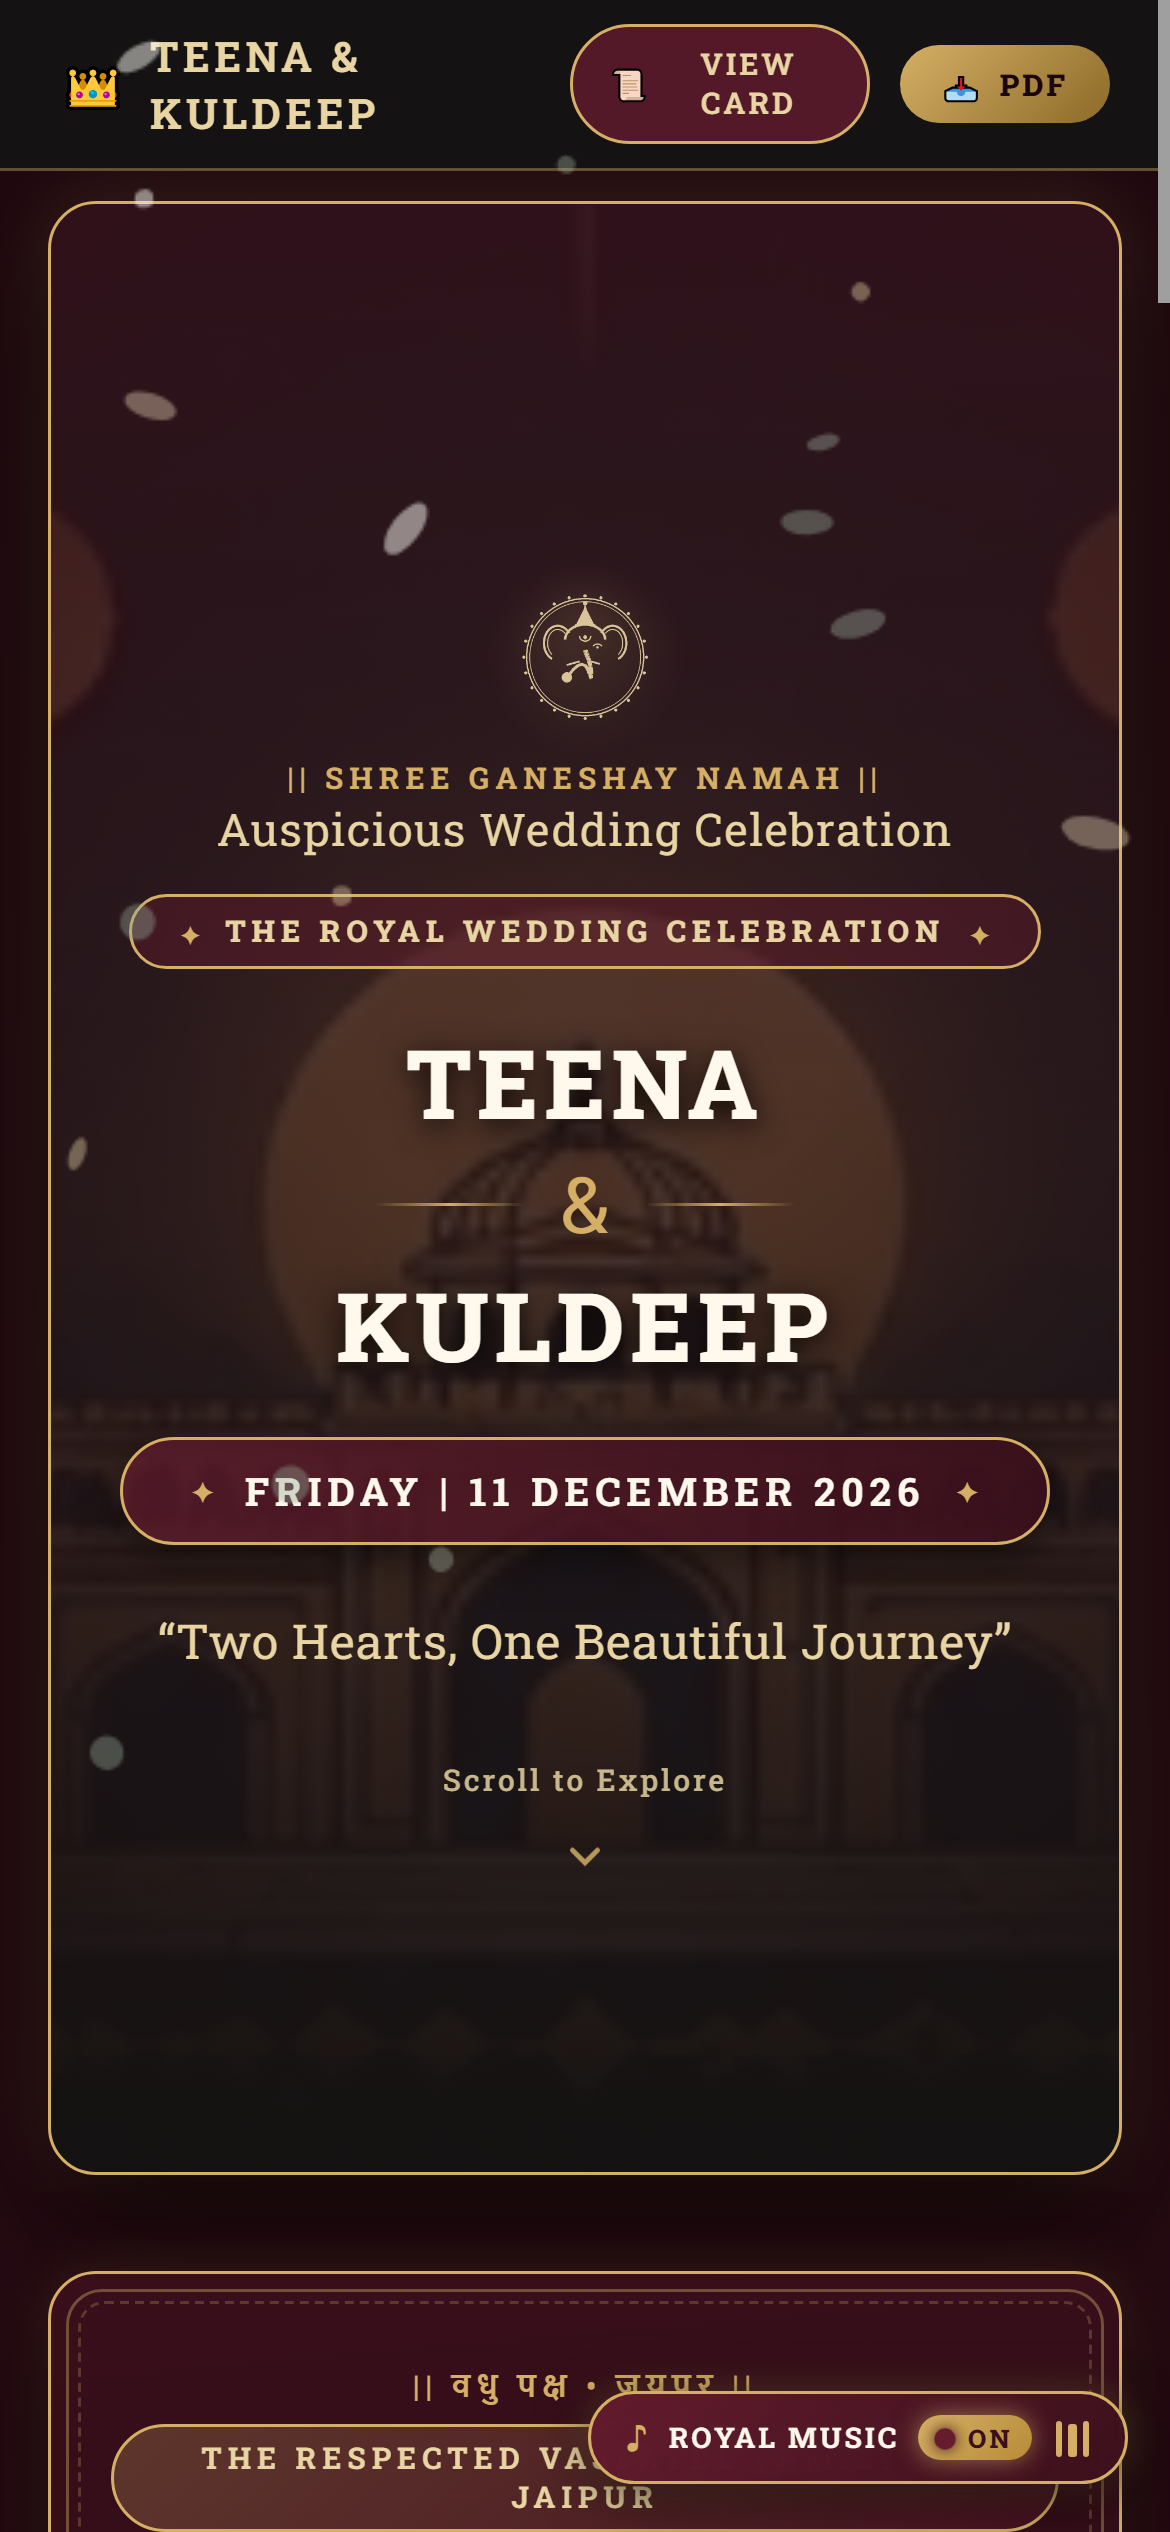 TEENA &
KULDEEP
VIEW
CARD
PDF
|| SHREE GANESHAY NAMAH ||
Auspicious Wedding Celebration
THE ROYAL WEDDING CELEBRATION
TEENA
&
KULDEEP
FRIDAY | 11 DECEMBER 2026
“Two Hearts, One Beautiful Journey”
Scroll to Explore
|| वधु पक्ष • जयपुर ||
ROYAL MUSIC ON
THE RESPECTED
JAIPUR